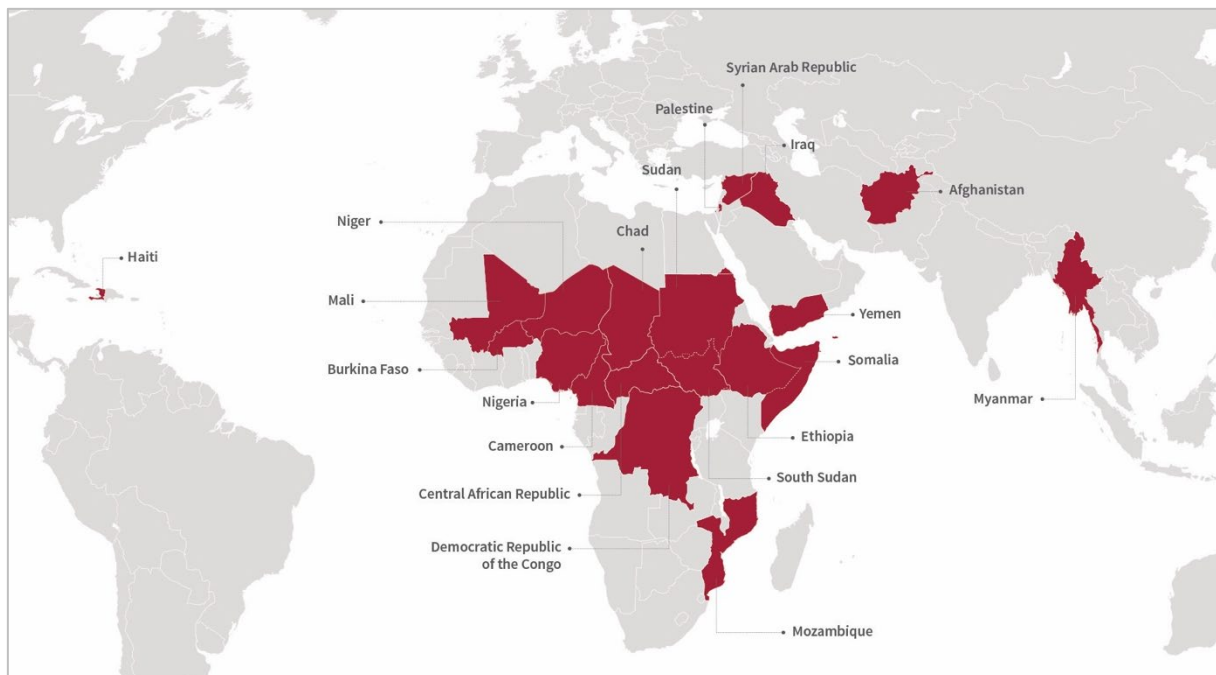 Syrian Arab Republic
Palestine
Iraq
Sudan
Afghanistan
Niger
Chad
Haiti
Mali
Yemen
Somalia
Burkina Faso
Nigeria
Myanmar
Ethiopia
Cameroon
South Sudan
Central African Republic
Democratic Republic
of the Congo
Mozambique